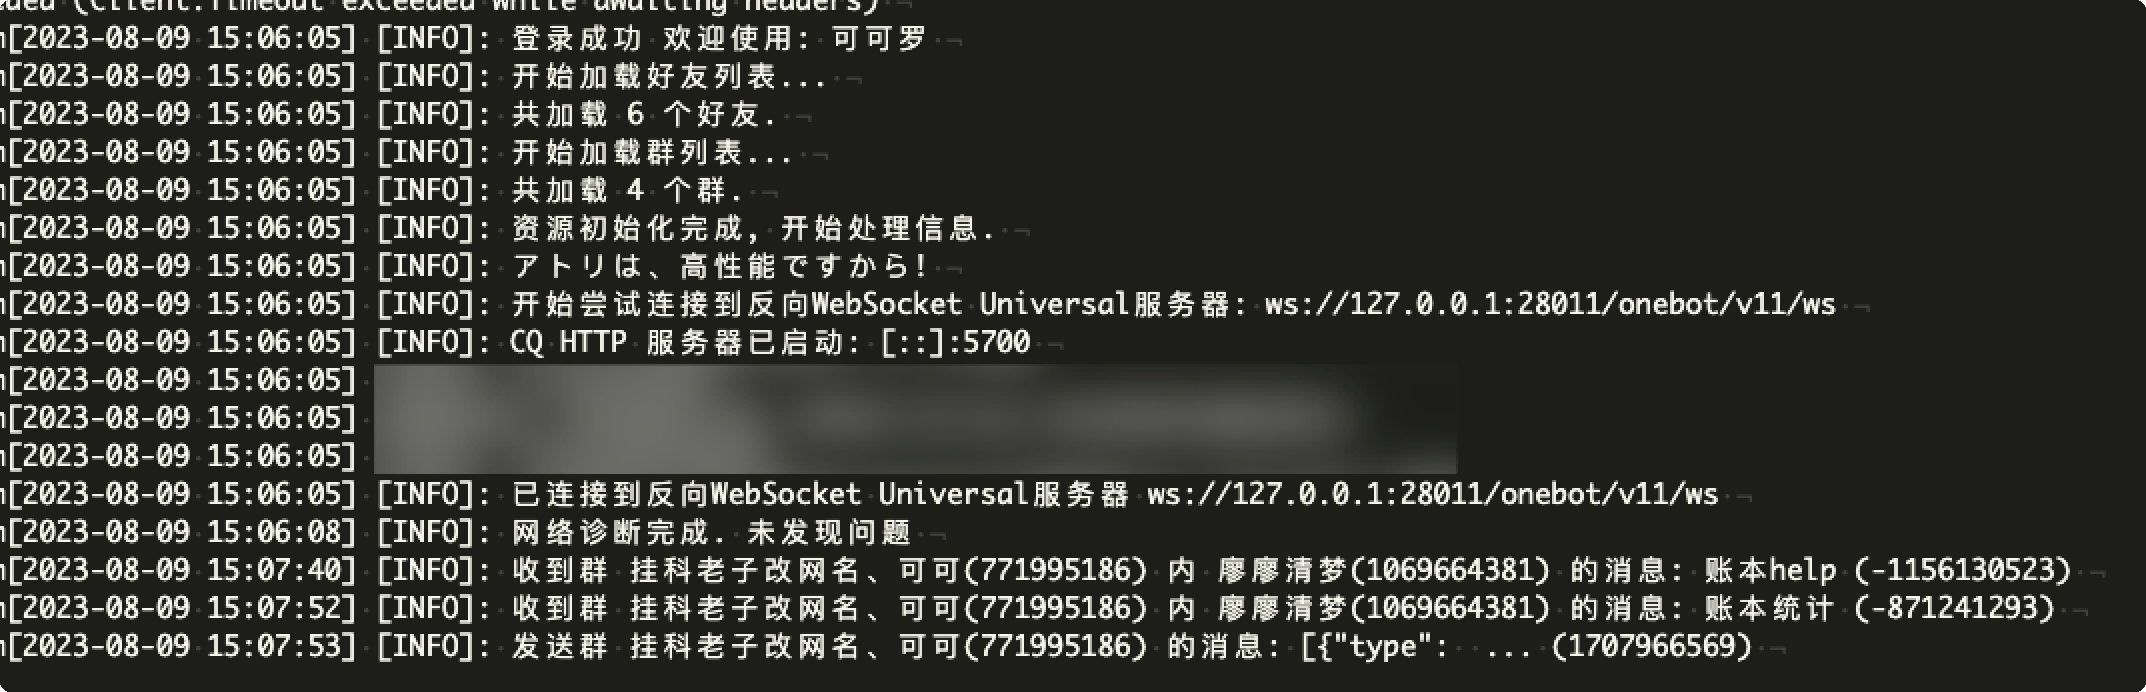 (Client.Timeout exceeded while awaiting headers)
[2023-08-09 15:06:05] [INFO]: 登录成功 欢迎使用: 可可罗
[2023-08-09 15:06:05] [INFO]: 开始加载好友列表...
[2023-08-09 15:06:05] [INFO]: 共加载 6 个好友.
[2023-08-09 15:06:05] [INFO]: 开始加载群列表...
[2023-08-09 15:06:05] [INFO]: 共加载 4 个群.
[2023-08-09 15:06:05] [INFO]: 资源初始化完成, 开始处理信息.
[2023-08-09 15:06:05] [INFO]: アトリは、高性能ですから!
[2023-08-09 15:06:05] [INFO]: 开始尝试连接到反向WebSocket Universal服务器: ws://127.0.0.1:28011/onebot/v11/ws
[2023-08-09 15:06:05] [INFO]: CQ HTTP 服务器已启动: [::]:5700
[2023-08-09 15:06:05]
[2023-08-09 15:06:05]
[2023-08-09 15:06:05]
[2023-08-09 15:06:05] [INFO]: 已连接到反向WebSocket Universal服务器 ws://127.0.0.1:28011/onebot/v11/ws
[2023-08-09 15:06:08] [INFO]: 网络诊断完成. 未发现问题
[2023-08-09 15:07:40] [INFO]: 收到群 挂科老子改网名、可可(771995186) 内 廖廖清梦(1069664381) 的消息: 账本help (-1156130523)
[2023-08-09 15:07:52] [INFO]: 收到群 挂科老子改网名、可可(771995186) 内 廖廖清梦(1069664381) 的消息: 账本统计 (-871241293)
[2023-08-09 15:07:53] [INFO]: 发送群 挂科老子改网名、可可(771995186) 的消息: [{"type":  ... (1707966569)